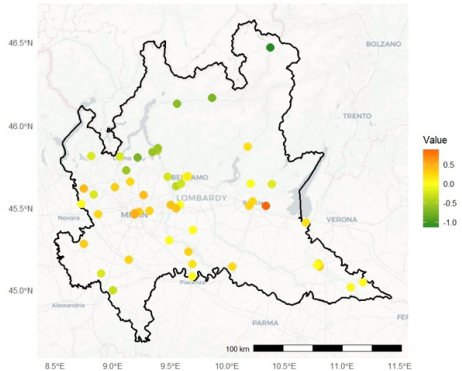 46.5°N
BOLZANO
Value
TRENTO
46.0°N
0.5
0.0
-0.5
-1.0
BERGAMO
LOMBARDY
45.5°N
Novara
VERONA
45.0°N
Piacenza
Alessandria
PARMA
FER
100 km
8.5°E 9.0°E 9.5°E 10.0°E 10.5°E 11.0°E 11.5°E